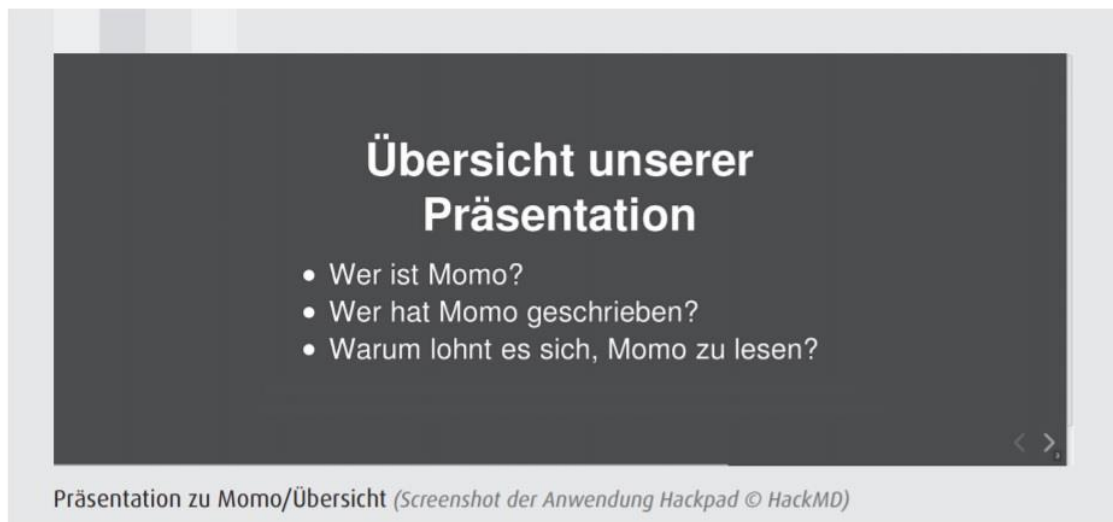 Übersicht unserer
Präsentation
• Wer ist Momo?
• Wer hat Momo geschrieben?
• Warum lohnt es sich, Momo zu lesen?
Präsentation zu Momo/Übersicht (Screenshot der Anwendung Hackpad © HackMD)